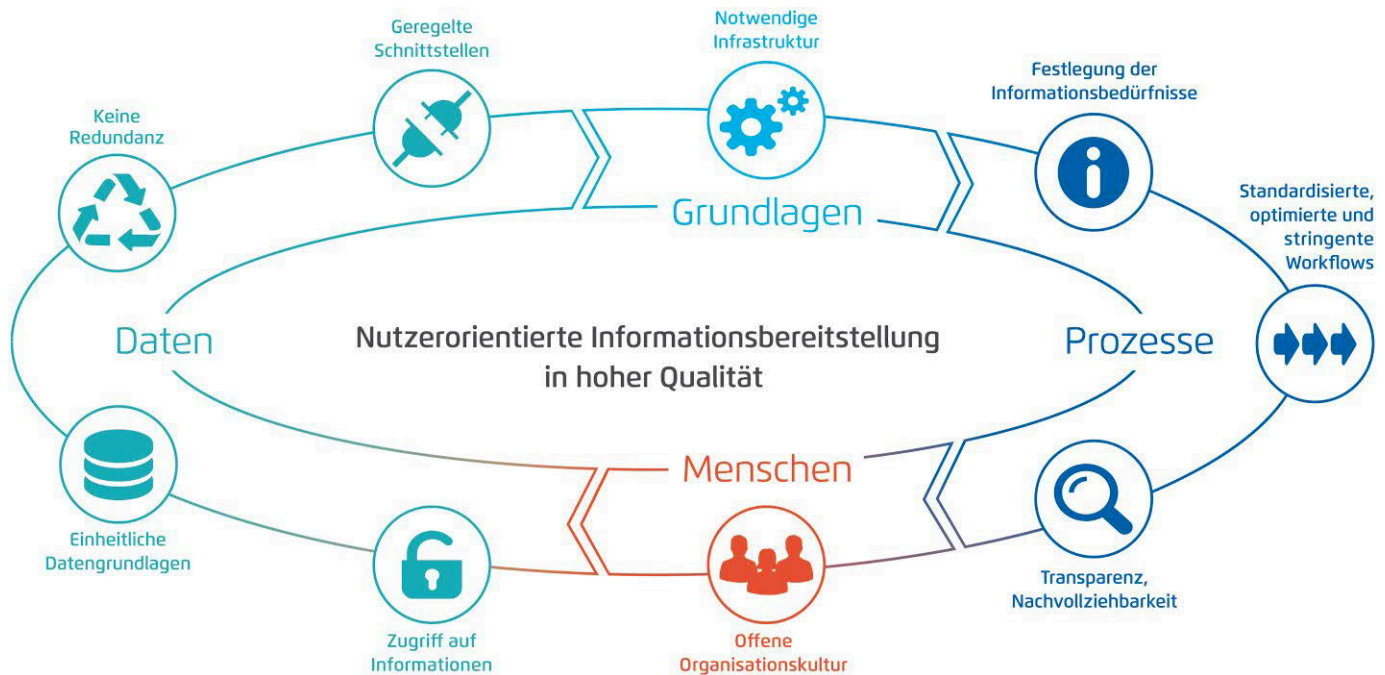 Geregelte
Schnittstellen
Notwendige
Infrastruktur
Festlegung der
Informationsbedürfnisse
Keine
Redundanz
Standardisierte,
optimierte und
stringente
Workflows
Grundlagen
Daten
Nutzerorientierte Informationsbereitstellung
in hoher Qualität
Prozesse
Menschen
Einheitliche
Datengrundlagen
Zugriff auf
Informationen
Offene
Organisationskultur
Transparenz,
Nachvollziehbarkeit